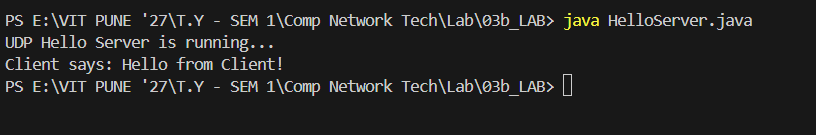 PS E:\VIT PUNE '27\T.Y - SEM 1\Comp Network Tech\Lab\03b_LAB> java HelloServer.java
UDP Hello Server is running...
Client says: Hello from Client!
PS E:\VIT PUNE '27\T.Y - SEM 1\Comp Network Tech\Lab\03b_LAB>